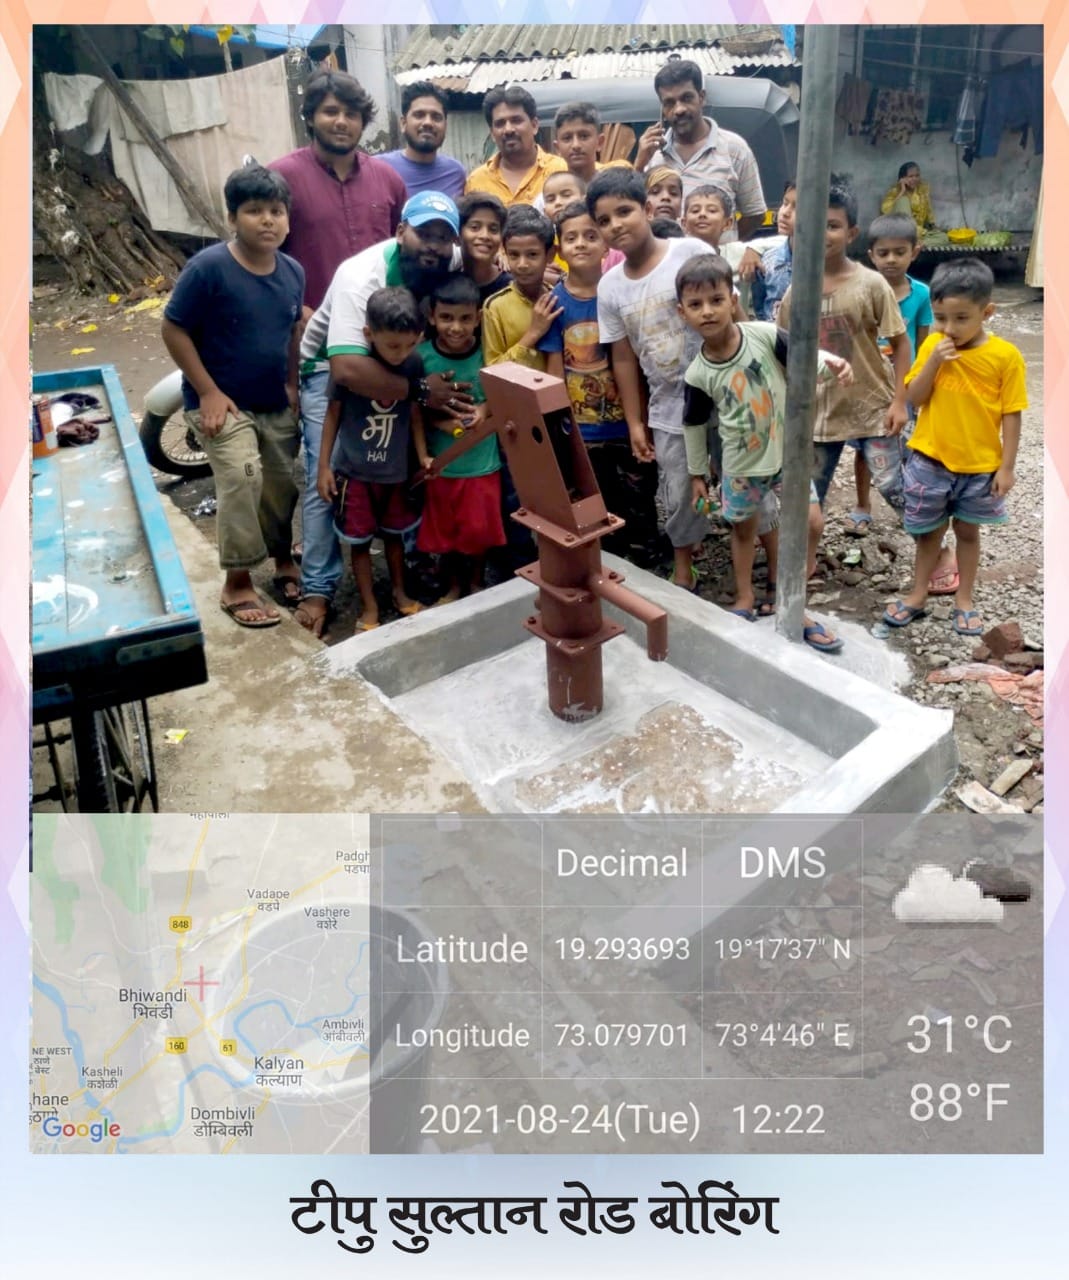 माँ
HAI
महापोली
Padgh
पडघा
Vadape
वडपे
Vashere
वशेरे
848
Bhiwandi
भिवंडी
Ambivli
आंबीवली
160
61
NE WEST
ठाणे
वेस्ट
Kasheli
कशेळी
Kalyan
कल्याण
hane
ठाणे
Dombivli
डोम्बिवली
Google
Decimal DMS
Latitude 19.293693 19°17'37" N
Longitude 73.079701 73°4'46" E
31°C
88°F
2021-08-24(Tue) 12:22
टीपु सुल्तान रोड बोरिंग